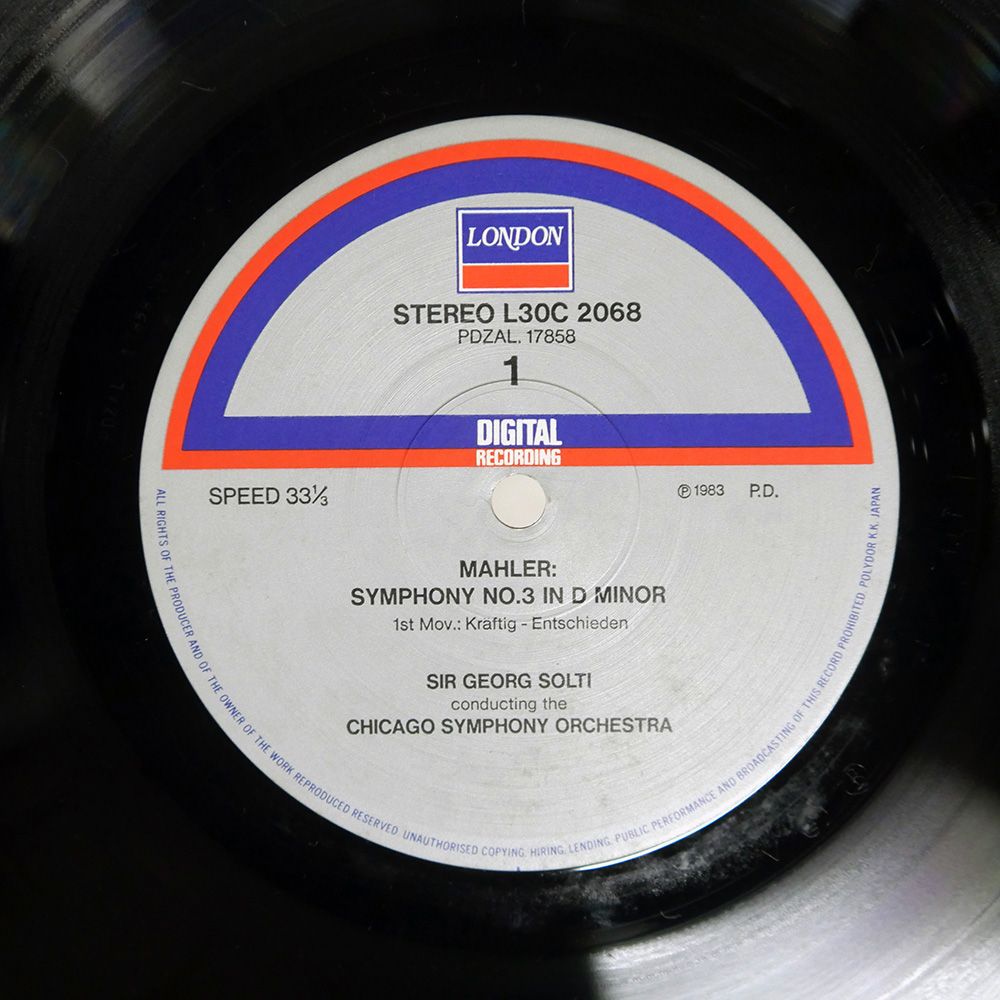 LONDON
STEREO L30C 2068
PDZAL. 17858
1
DIGITAL
RECORDING
SPEED 33⅓
℗ 1983 P.D.
MAHLER:
SYMPHONY NO.3 IN D MINOR
1st Mov.: Kräftig - Entschieden
SIR GEORG SOLTI
conducting the
CHICAGO SYMPHONY ORCHESTRA
ALL RIGHTS OF THE PRODUCER AND OF THE OWNER OF THE WORK REPRODUCED RESERVED UNAUTHORISED COPYING, HIRING, LENDING, PUBLIC PERFORMANCE AND BROADCASTING OF THIS RECORD PROHIBITED POLYDOR K.K. JAPAN